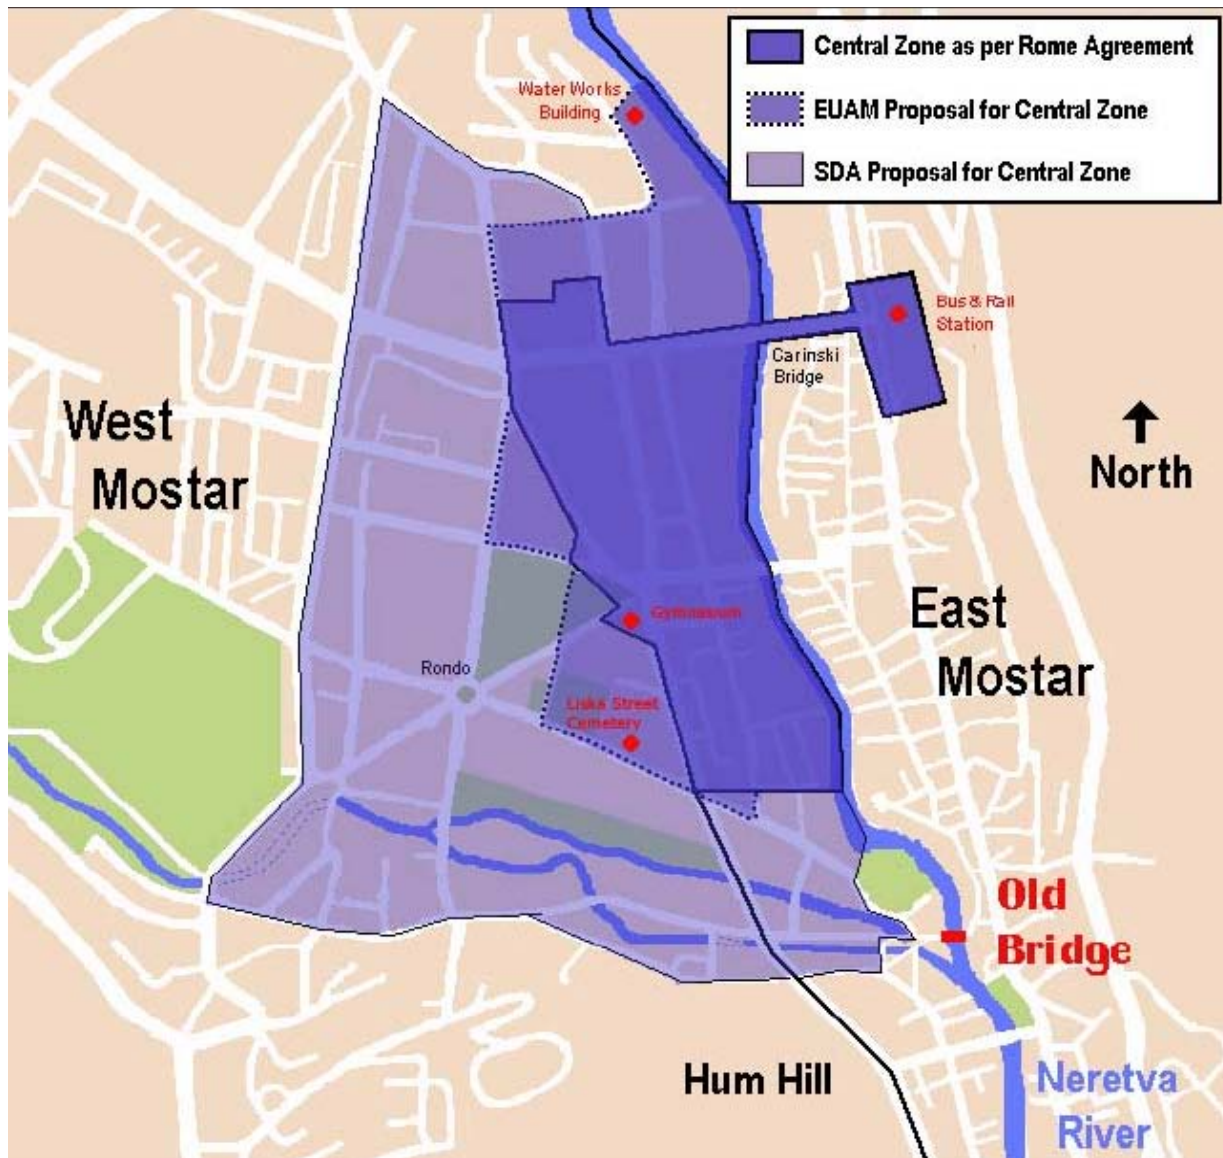 Central Zone as per Rome Agreement
EUAM Proposal for Central Zone
SDA Proposal for Central Zone
Water Works
Building
Bus & Rail
Station
Carinski
Bridge
West
Mostar
North
East
Mostar
Gymnasium
Rondo
Liska Street
Cemetery
Old
Bridge
Hum Hill
Neretva
River